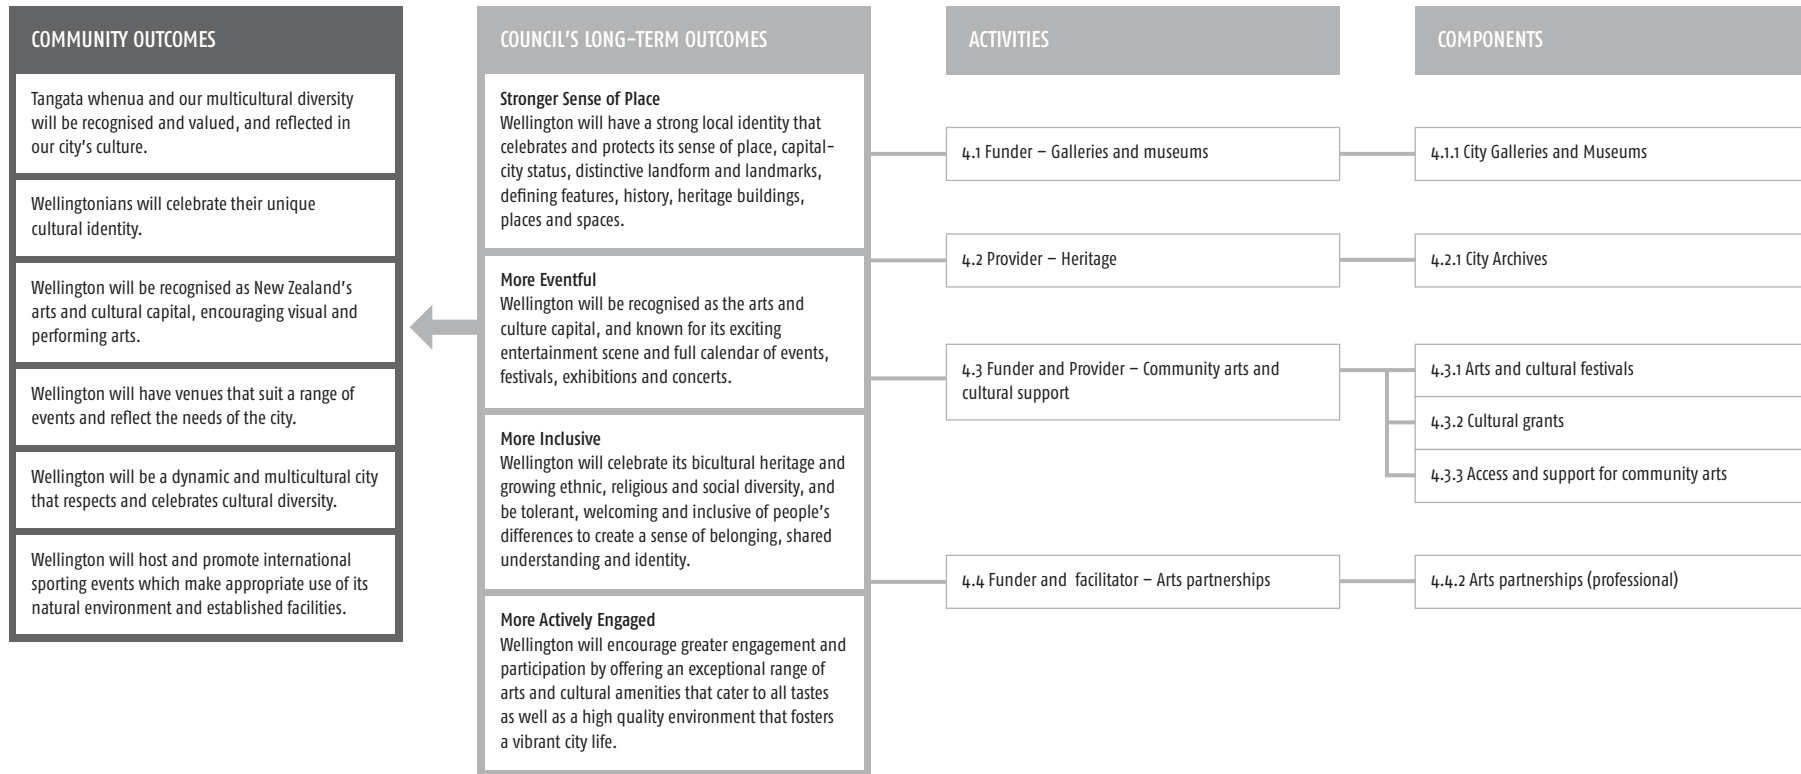 COMMUNITY OUTCOMES
Tangata whenua and our multicultural diversity
will be recognised and valued, and reflected in
our city's culture.
Wellingtonians will celebrate their unique
cultural identity.
Wellington will be recognised as New Zealand's
arts and cultural capital, encouraging visual and
performing arts.
Wellington will have venues that suit a range of
events and reflect the needs of the city.
Wellington will be a dynamic and multicultural city
that respects and celebrates cultural diversity.
Wellington will host and promote international
sporting events which make appropriate use of its
natural environment and established facilities.
COUNCIL'S LONG-TERM OUTCOMES
Stronger Sense of Place
Wellington will have a strong local identity that
celebrates and protects its sense of place, capital-
city status, distinctive landform and landmarks,
defining features, history, heritage buildings,
places and spaces.
More Eventful
Wellington will be recognised as the arts and
culture capital, and known for its exciting
entertainment scene and full calendar of events,
festivals, exhibitions and concerts.
More Inclusive
Wellington will celebrate its bicultural heritage and
growing ethnic, religious and social diversity, and
be tolerant, welcoming and inclusive of people's
differences to create a sense of belonging, shared
understanding and identity.
More Actively Engaged
Wellington will encourage greater engagement and
participation by offering an exceptional range of
arts and cultural amenities that cater to all tastes
as well as a high quality environment that fosters
a vibrant city life.
ACTIVITIES
4.1 Funder – Galleries and museums
4.2 Provider – Heritage
4.3 Funder and Provider – Community arts and
cultural support
4.4 Funder and facilitator – Arts partnerships
COMPONENTS
4.1.1 City Galleries and Museums
4.2.1 City Archives
4.3.1 Arts and cultural festivals
4.3.2 Cultural grants
4.3.3 Access and support for community arts
4.4.2 Arts partnerships (professional)